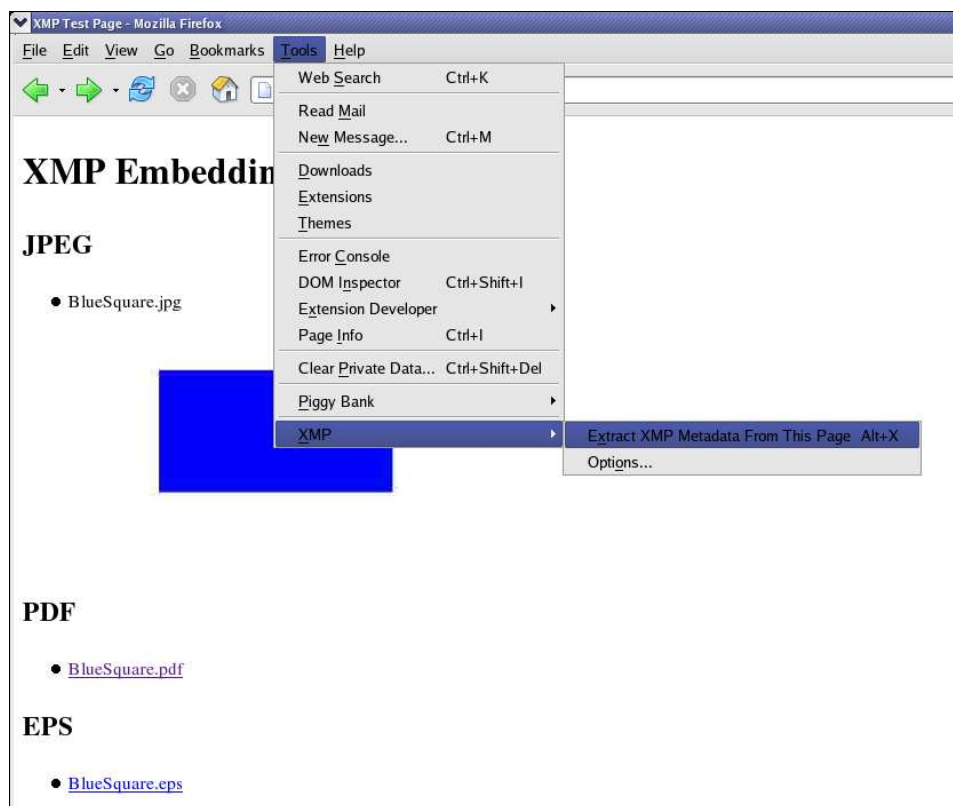 XMP Test Page - Mozilla Firefox
File Edit View Go Bookmarks Tools Help
Web Search Ctrl+K
Read Mail
New Message... Ctrl+M
Downloads
Extensions
Themes
Error Console
DOM Inspector Ctrl+Shift+I
Extension Developer
Page Info Ctrl+I
Clear Private Data... Ctrl+Shift+Del
Piggy Bank
XMP
Extract XMP Metadata From This Page Alt+X
Options...
XMP Embeddin
JPEG
BlueSquare.jpg
PDF
BlueSquare.pdf
EPS
BlueSquare.eps